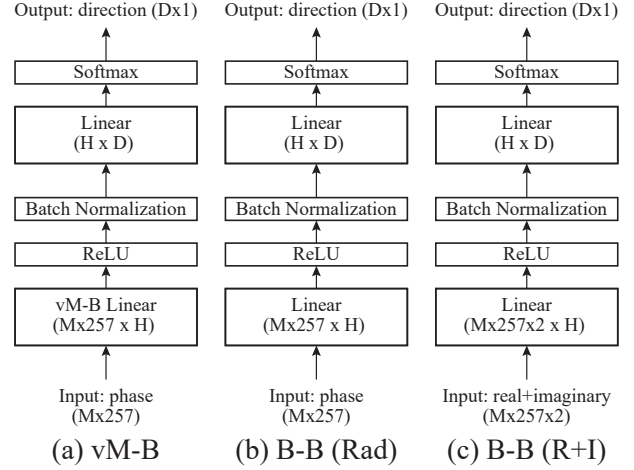 Output: direction (Dx1)
Softmax
Linear
(H x D)
Batch Normalization
ReLU
vM-B Linear
(Mx257 x H)
Input: phase
(Mx257)
(a) vM-B
Output: direction (Dx1)
Softmax
Linear
(H x D)
Batch Normalization
ReLU
Linear
(Mx257 x H)
Input: phase
(Mx257)
(b) B-B (Rad)
Output: direction (Dx1)
Softmax
Linear
(H x D)
Batch Normalization
ReLU
Linear
(Mx257x2 x H)
Input: real+imaginary
(Mx257x2)
(c) B-B (R+I)